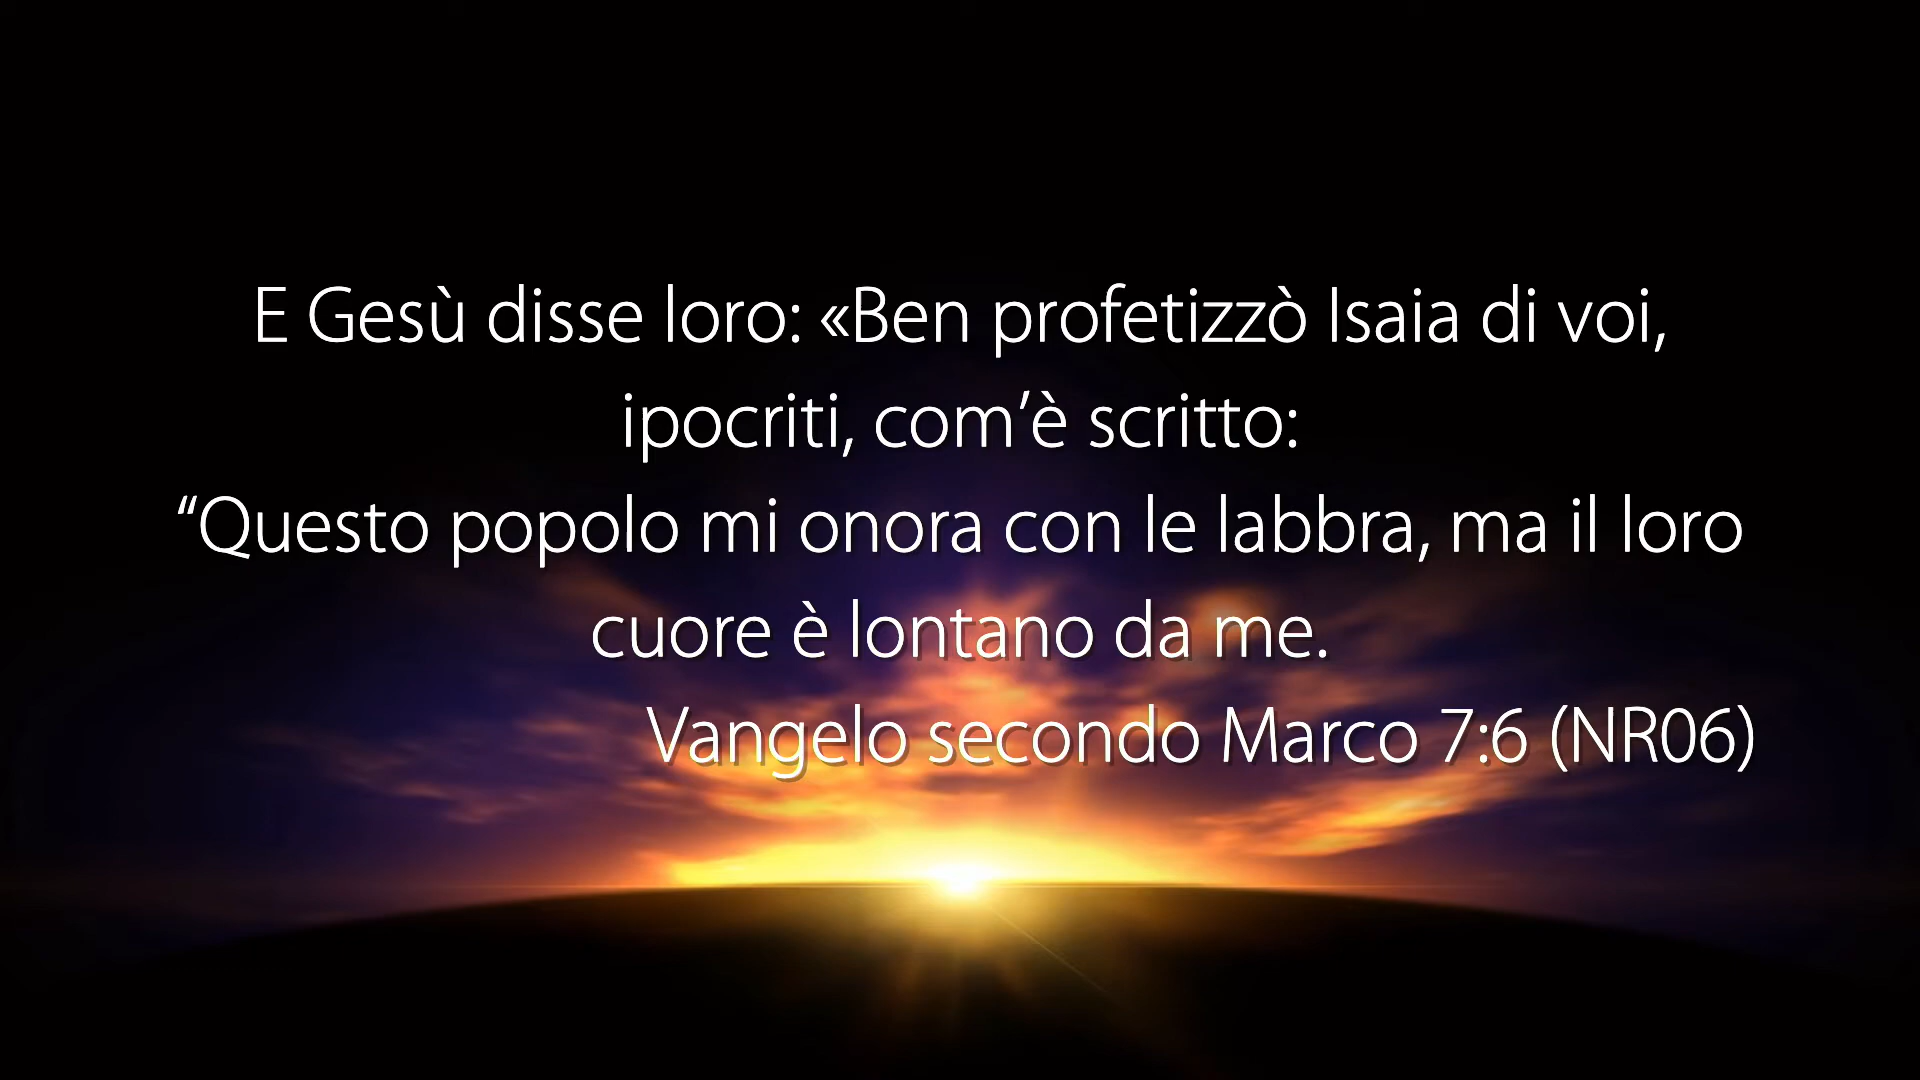 E Gesù disse loro: «Ben profetizzò Isaia di voi,
ipocriti, com’è scritto:
“Questo popolo mi onora con le labbra, ma il loro
cuore è lontano da me.
Vangelo secondo Marco 7:6 (NR06)